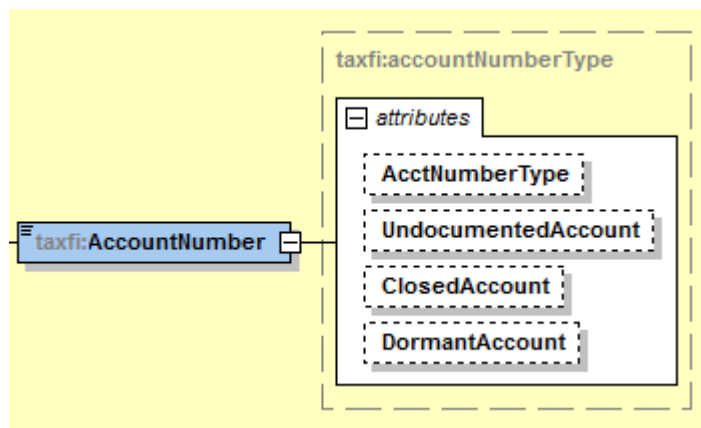 taxfi:accountNumberType
attributes
AcctNumberType
taxfi:AccountNumber
UndocumentedAccount
ClosedAccount
DormantAccount